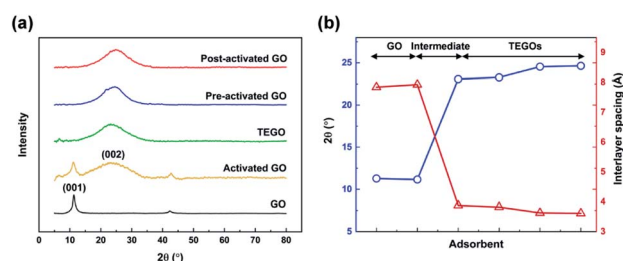 (a)
Post-activated GO
Pre-activated GO
TEGO
(002)
Activated GO
(001)
GO
Intensity
0 10 20 30 40 50 60 70 80
2θ (°)
(b)
GO Intermediate TEGOs
25
20
15
10
5
2θ (°)
9
8
7
6
5
4
3
Interlayer spacing (Å)
Adsorbent